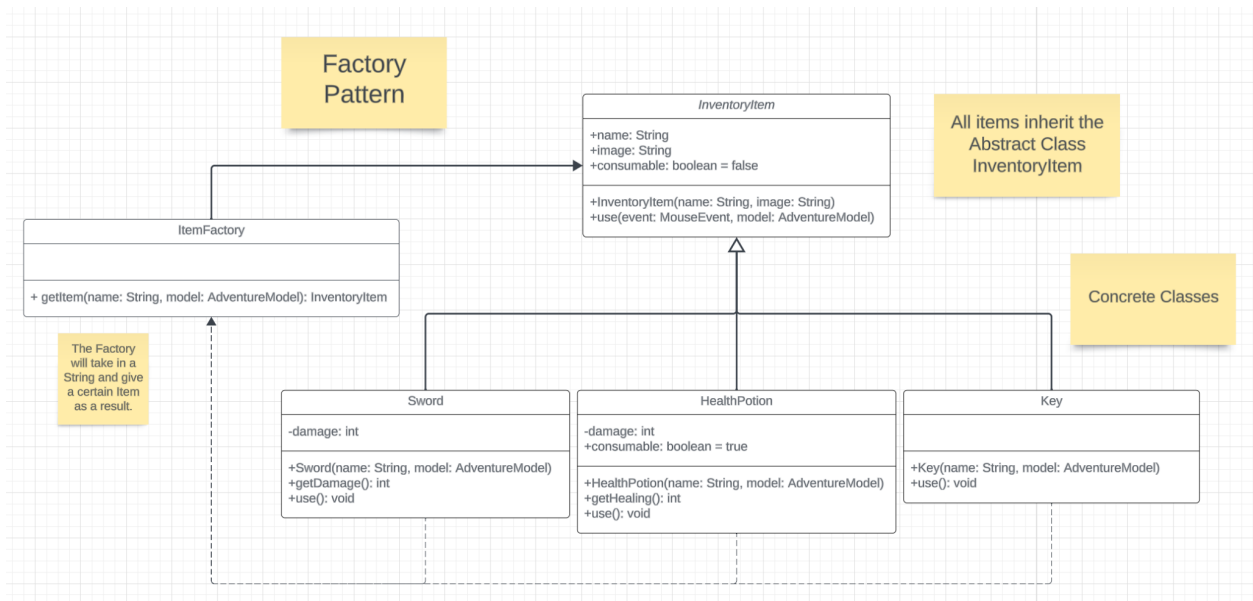 Factory
Pattern
InventoryItem
+name: String
+image: String
+consumable: boolean = false
+InventoryItem(name: String, image: String)
+use(event: MouseEvent, model: AdventureModel)
All items inherit the
Abstract Class
InventoryItem
ItemFactory
+ getItem(name: String, model: AdventureModel): InventoryItem
The Factory
will take in a
String and give
a certain Item
as a result.
Concrete Classes
Sword
-damage: int
+Sword(name: String, model: AdventureModel)
+getDamage(): int
+use(): void
HealthPotion
-damage: int
+consumable: boolean = true
+HealthPotion(name: String, model: AdventureModel)
+getHealing(): int
+use(): void
Key
+Key(name: String, model: AdventureModel)
+use(): void